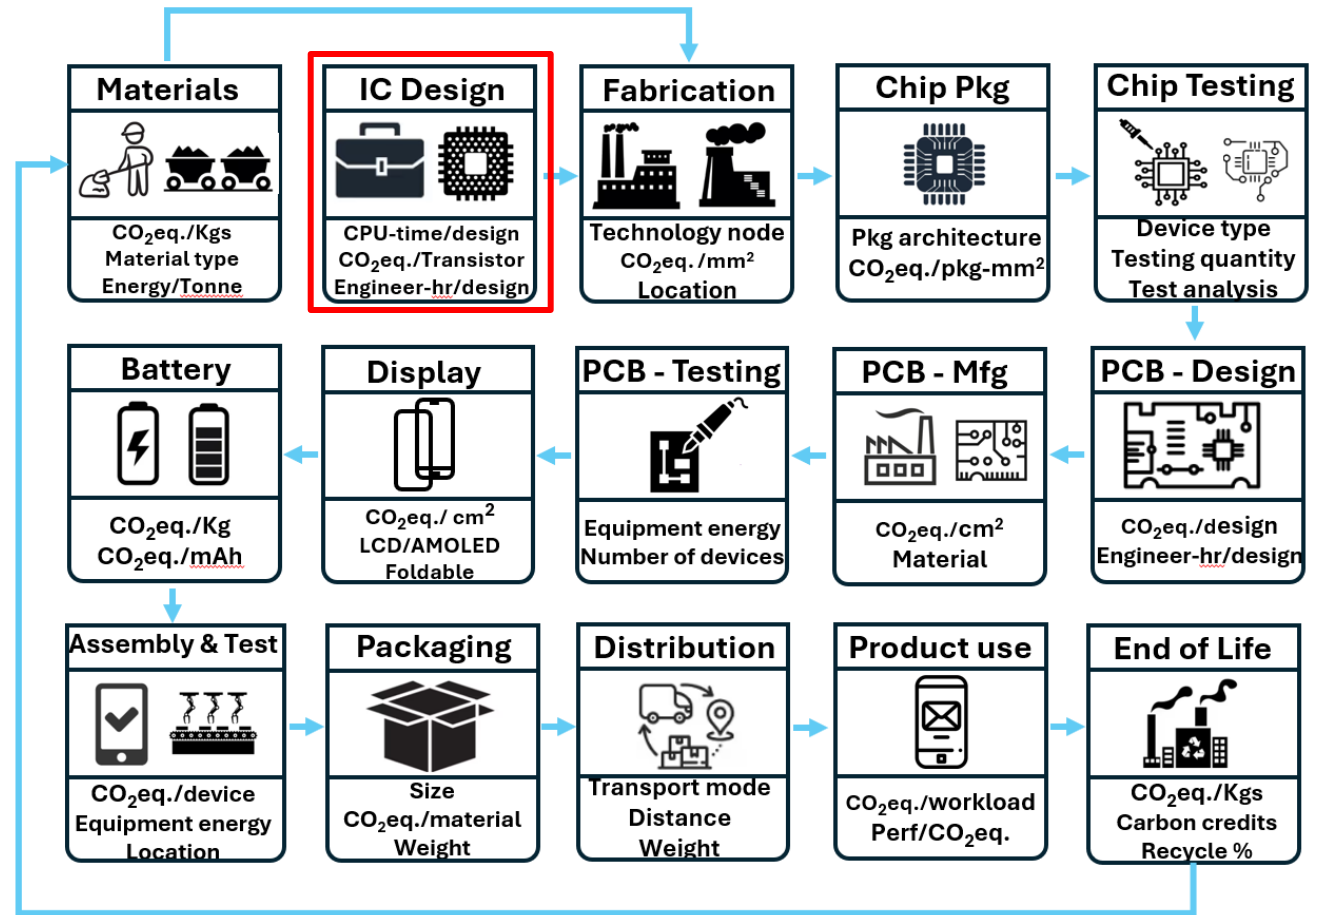 Materials
CO₂eq./Kgs
Material type
Energy/Tonne
IC Design
CPU-time/design
CO₂eq./Transistor
Engineer-hr/design
Fabrication
Technology node
CO₂eq./mm²
Location
Chip Pkg
Pkg architecture
CO₂eq./pkg-mm²
Chip Testing
Device type
Testing quantity
Test analysis
Battery
CO₂eq./Kg
CO₂eq./mAh
Display
CO₂eq./ cm²
LCD/AMOLED
Foldable
PCB - Testing
Equipment energy
Number of devices
PCB - Mfg
CO₂eq./cm²
Material
PCB - Design
CO₂eq./design
Engineer-hr/design
Assembly & Test
CO₂eq./device
Equipment energy
Location
Packaging
Size
CO₂eq./material
Weight
Distribution
Transport mode
Distance
Weight
Product use
CO₂eq./workload
Perf/CO₂eq.
End of Life
CO₂eq./Kgs
Carbon credits
Recycle %